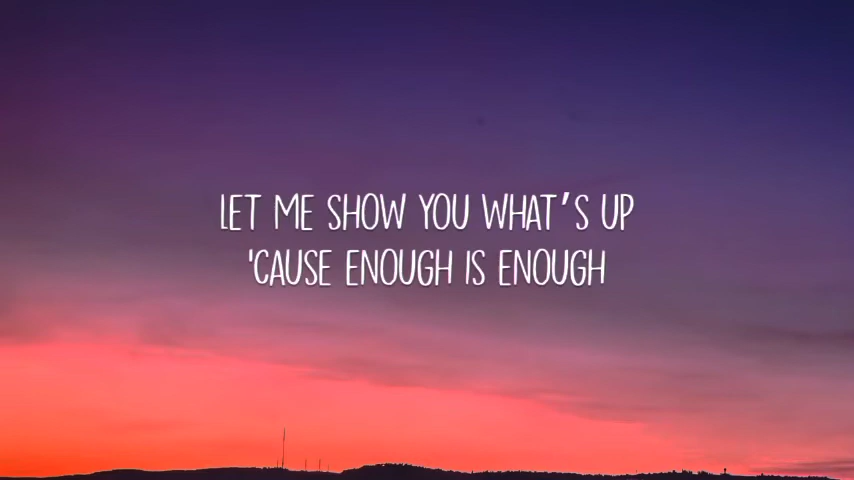 LET ME SHOW YOU WHAT'S UP
'CAUSE ENOUGH IS ENOUGH